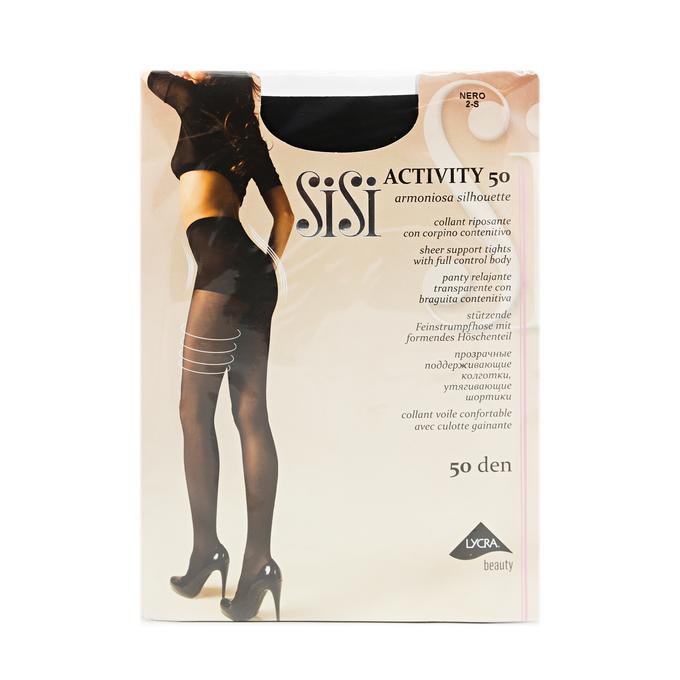 NERO
2-S
SiSi
ACTIVITY 50
armoniosa silhouette
collant riposante
con corpino contenitivo
sheer support tights
with full control body
panty relajante
transparente con
braguita contenitiva
stützende
Feinstrumpfhose mit
formendes Höschenteil
прозрачные
поддерживающие
колготки,
утягивающие
шортики
collant voile confortable
avec culotte gainante
50 den
LYCRA
beauty